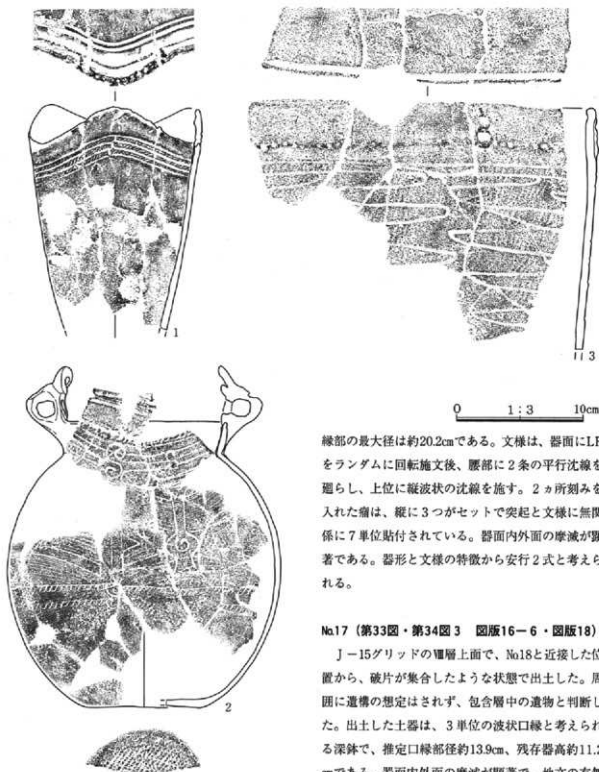 1
3
2
0 1:3 10cm
縁部の最大径は約20.2cmである。文様は、器面にLR
をランダムに回転施文後、腰部に2条の平行沈線を
廻らし、上位に縦波状の沈線を施す。2ヵ所刻みを
入れた瘤は、縦に3つがセットで突起と文様に無関
係に7単位貼付されている。器面内外面の摩滅が顕
著である。器形と文様の特徴から安行2式と考えら
れる。
No.17（第33図・第34図3 図版16－6・図版18）
J－15グリッドのⅧ層上面で、No.18と近接した位
置から、破片が集合したような状態で出土した。周
囲に遺構の想定はされず、包含層中の遺物と判断し
た。出土した土器は、3単位の波状口縁と考えられ
る深鉢で、推定口縁部径約13.9cm、残存器高約11.2